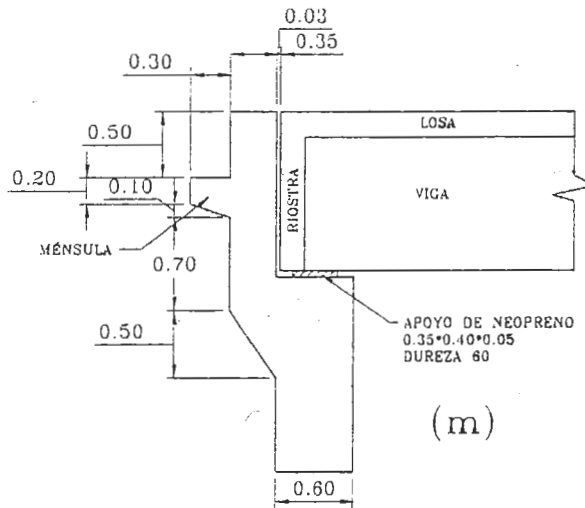 0.03
0.35
0.30
LOSA
0.50
0.20
0.10
RIOSTRA
VIGA
MÉNSULA
0.70
APOYO DE NEOPRENO
0.35*0.40*0.05
DUREZA 60
0.50
(m)
0.60